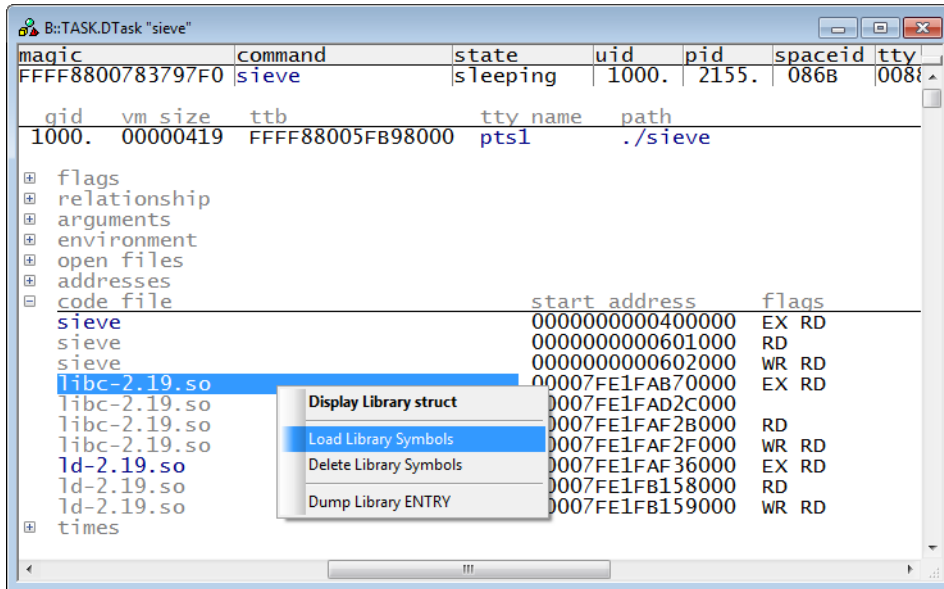 B::TASK.DTask "sieve"
magic command state uid pid spaceid tty
FFFF8800783797F0 sieve sleeping 1000. 2155. 086B 0088
gid vm size ttb tty name path
1000. 00000419 FFFF88005FB98000 pts1 ./sieve
flags
relationship
arguments
environment
open files
addresses
code file start address flags
sieve 0000000000400000 EX RD
sieve 0000000000601000 RD
sieve 0000000000602000 WR RD
libc-2.19.so 00007FE1FAB70000 EX RD
libc-2.19.so 0007FE1FAD2C000
libc-2.19.so 0007FE1FAF2B000 RD
libc-2.19.so 0007FE1FAF2F000 WR RD
ld-2.19.so 0007FE1FAF36000 EX RD
ld-2.19.so 0007FE1FB158000 RD
ld-2.19.so 0007FE1FB159000 WR RD
times
Display Library struct
Load Library Symbols
Delete Library Symbols
Dump Library ENTRY